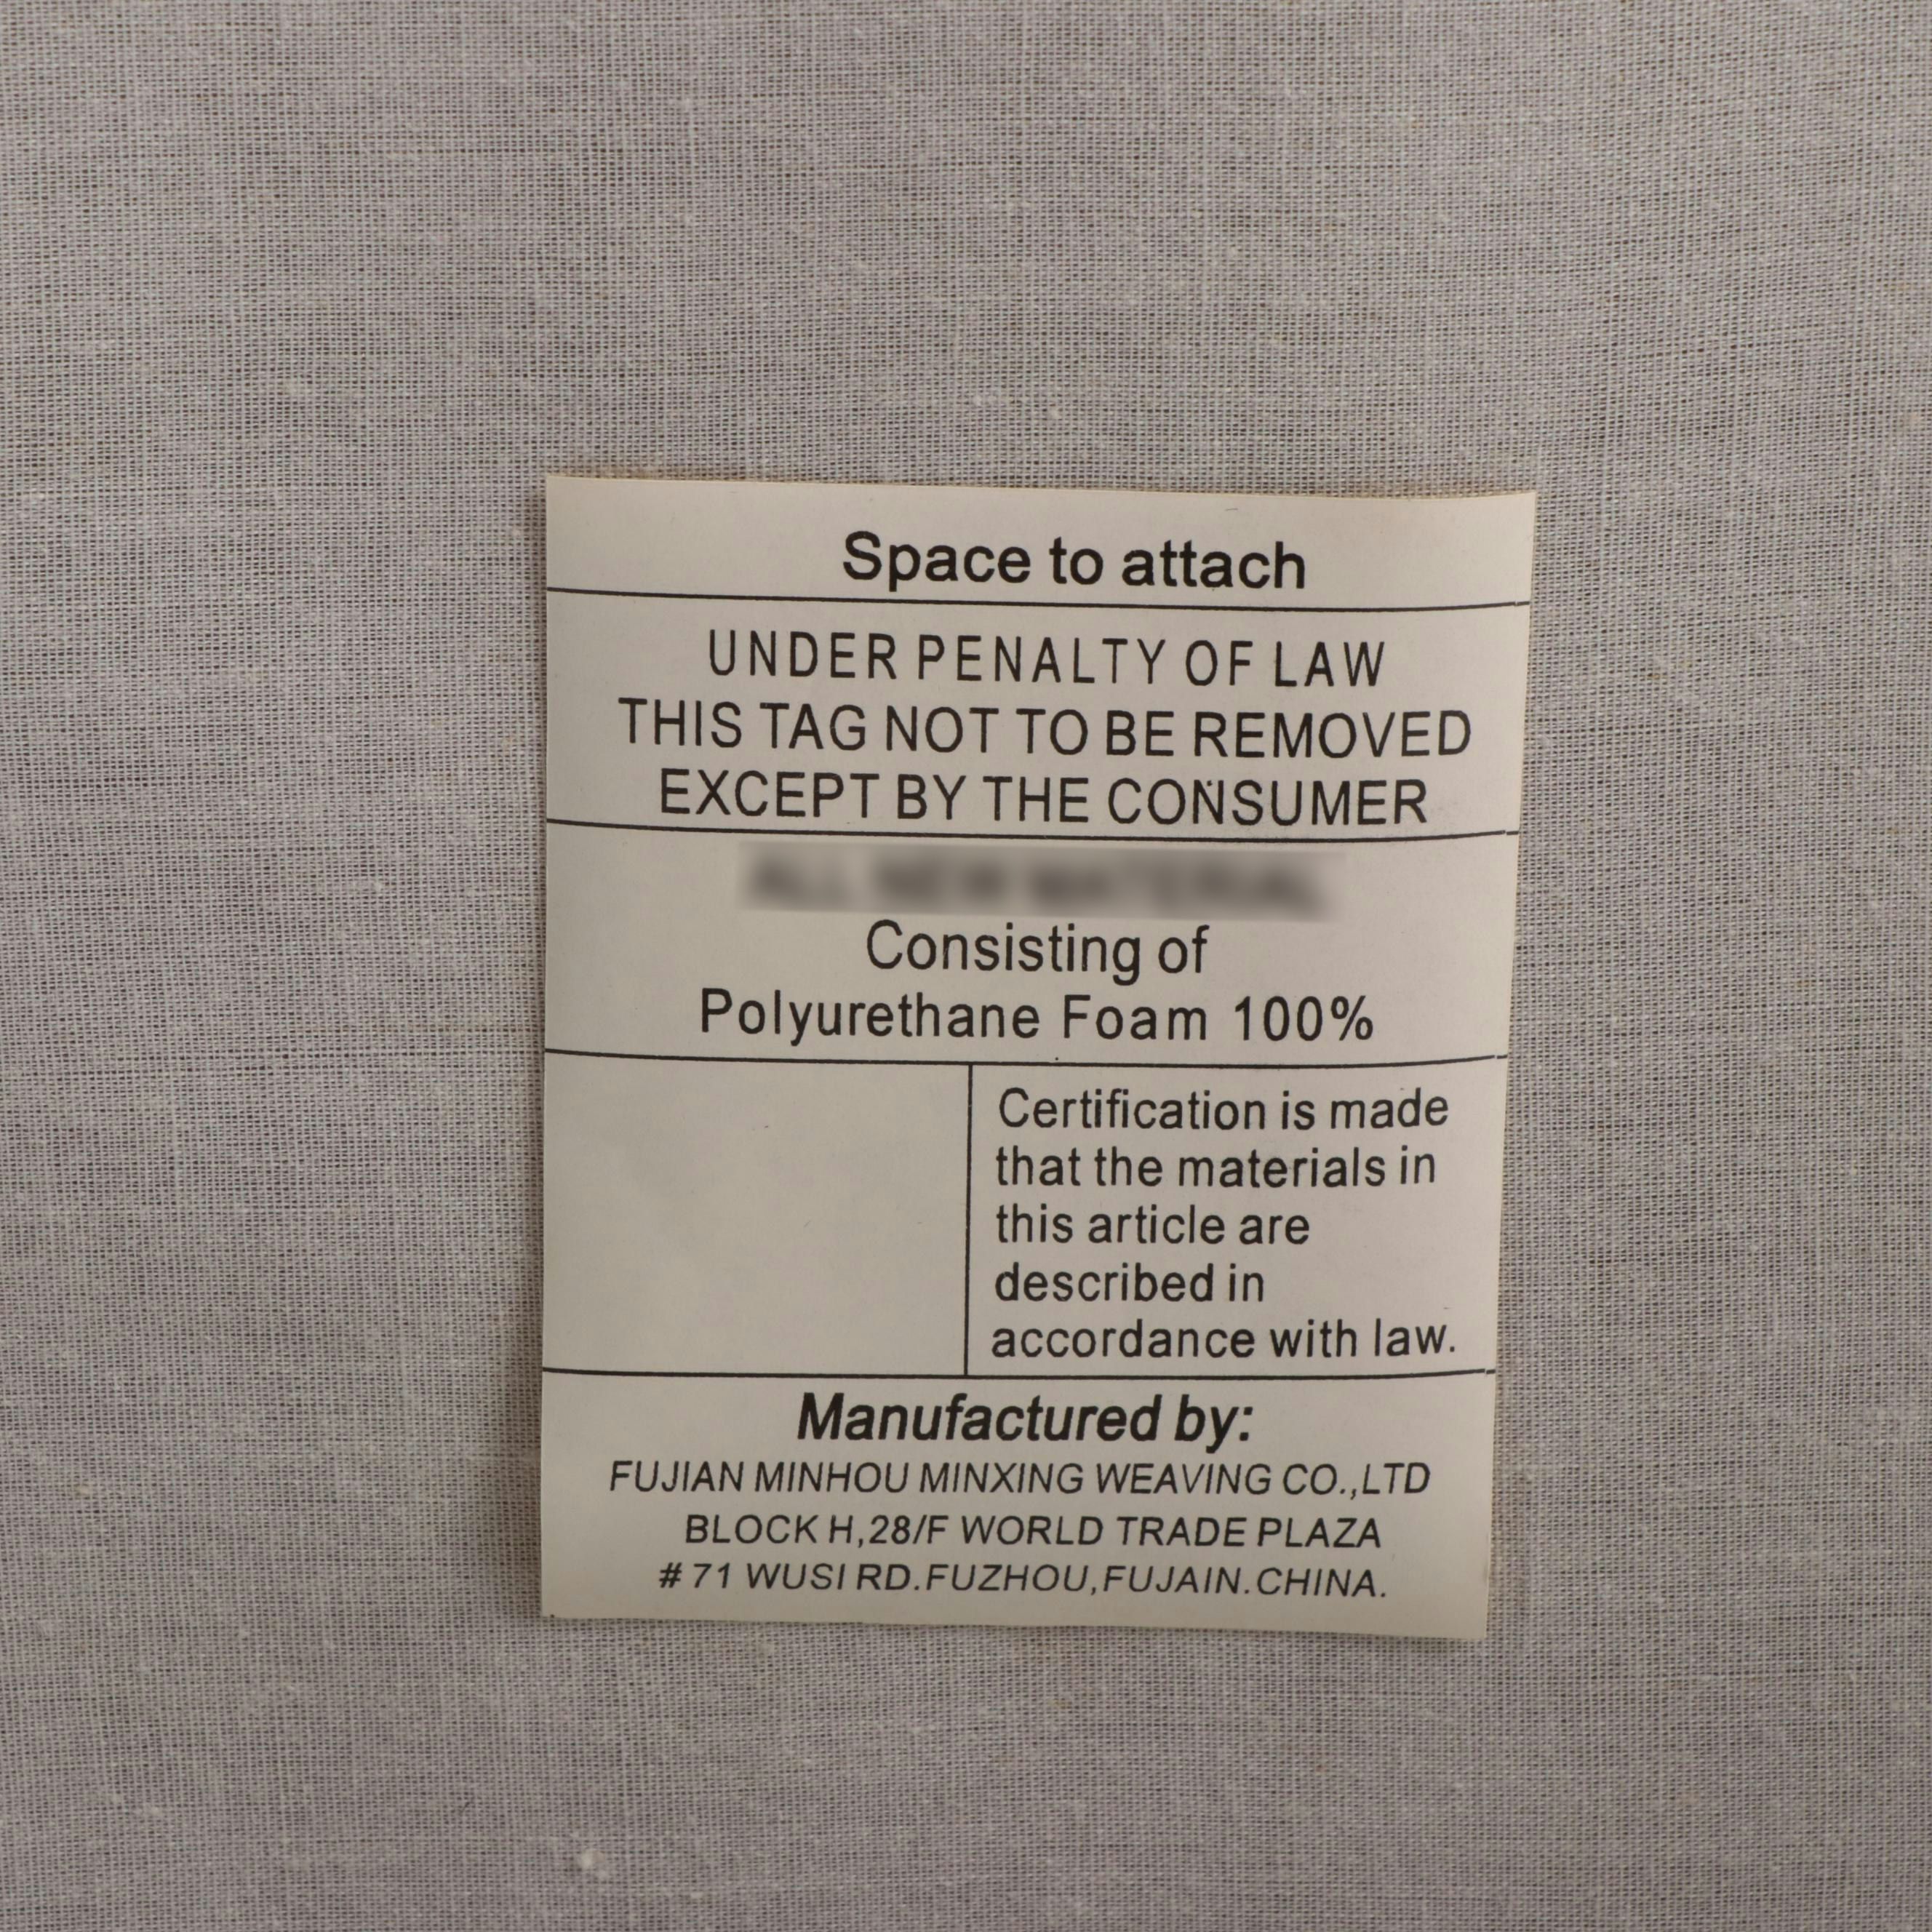 Space to attach
UNDER PENALTY OF LAW
THIS TAG NOT TO BE REMOVED
EXCEPT BY THE CONSUMER
Consisting of
Polyurethane Foam 100%
Certification is made
that the materials in
this article are
described in
accordance with law.
Manufactured by:
FUJIAN MINHOU MINXING WEAVING CO.,LTD
BLOCK H,28/F WORLD TRADE PLAZA
# 71 WUSI RD.FUZHOU,FUJAIN.CHINA.